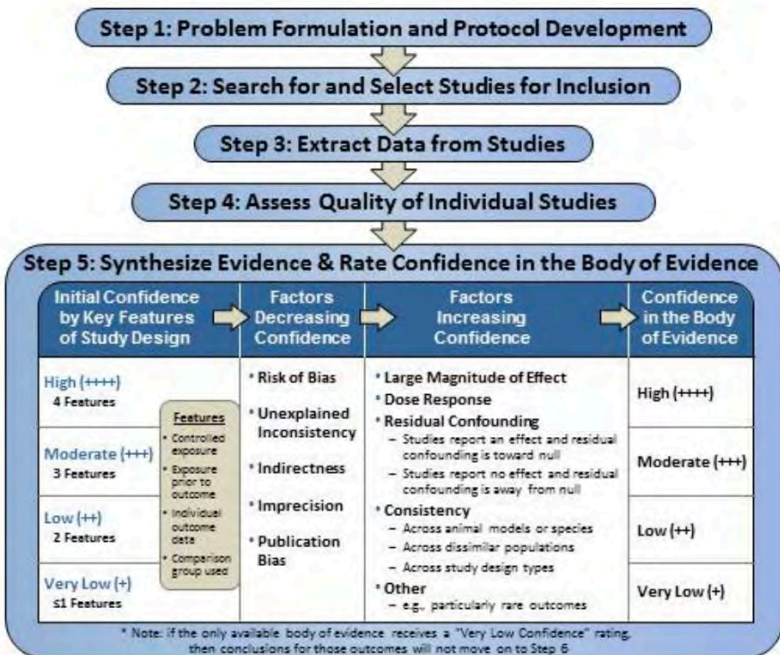 Step 1: Problem Formulation and Protocol Development
Step 2: Search for and Select Studies for Inclusion
Step 3: Extract Data from Studies
Step 4: Assess Quality of Individual Studies
Step 5: Synthesize Evidence & Rate Confidence in the Body of Evidence
Initial Confidence
by Key Features
of Study Design
Factors
Decreasing
Confidence
Factors
Increasing
Confidence
Confidence
in the Body
of Evidence
High (++++)
4 Features
Moderate (+++)
3 Features
Low (++)
2 Features
Very Low (+)
≤1 Features
Features
• Controlled
exposure
• Exposure
prior to
outcome
• Individual
outcome
data
• Comparison
group used
• Risk of Bias
• Unexplained
Inconsistency
• Indirectness
• Imprecision
• Publication
Bias
• Large Magnitude of Effect
• Dose Response
• Residual Confounding
– Studies report an effect and residual
confounding is toward null
– Studies report no effect and residual
confounding is away from null
• Consistency
– Across animal models or species
– Across dissimilar populations
– Across study design types
• Other
– e.g., particularly rare outcomes
High (++++)
Moderate (+++)
Low (++)
Very Low (+)
* Note: if the only available body of evidence receives a "Very Low Confidence" rating,
then conclusions for those outcomes will not move on to Step 6